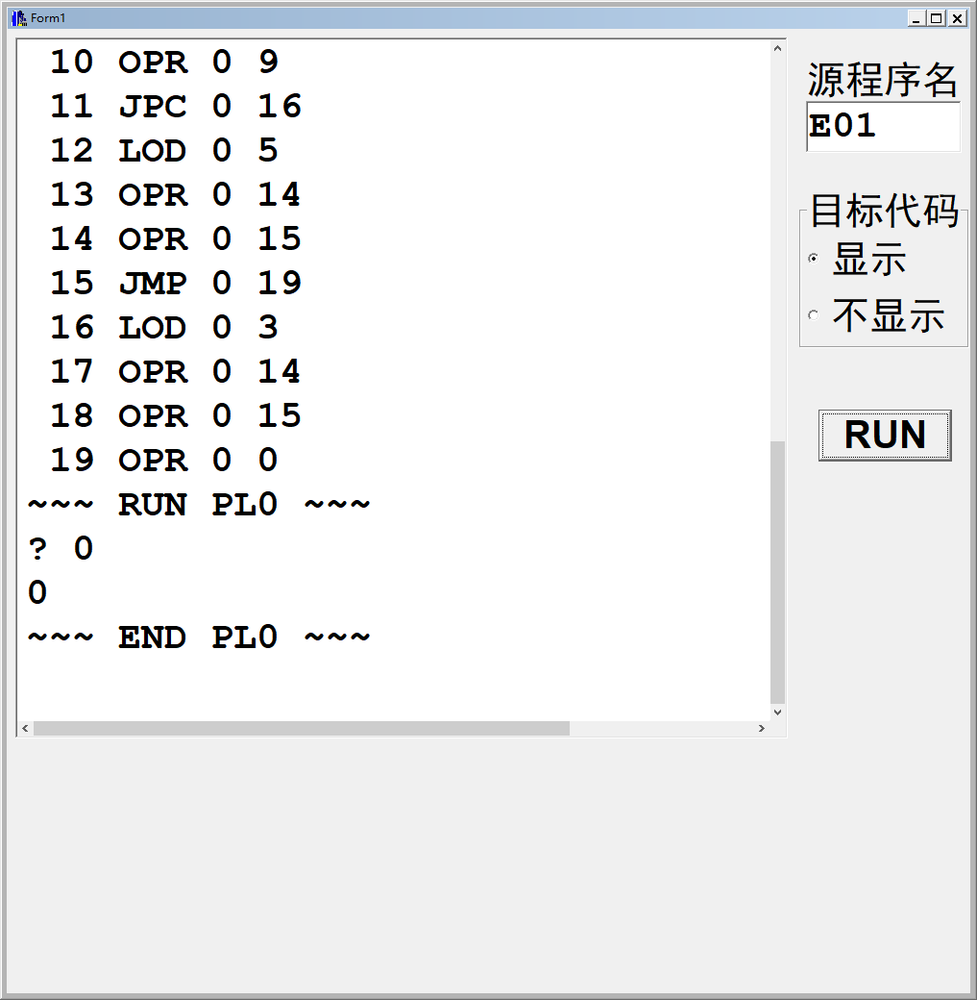 Form1
10 OPR 0 9
11 JPC 0 16
12 LOD 0 5
13 OPR 0 14
14 OPR 0 15
15 JMP 0 19
16 LOD 0 3
17 OPR 0 14
18 OPR 0 15
19 OPR 0 0
~~~ RUN PL0 ~~~
? 0
0
~~~ END PL0 ~~~
源程序名
E01
目标代码
显示
不显示
RUN